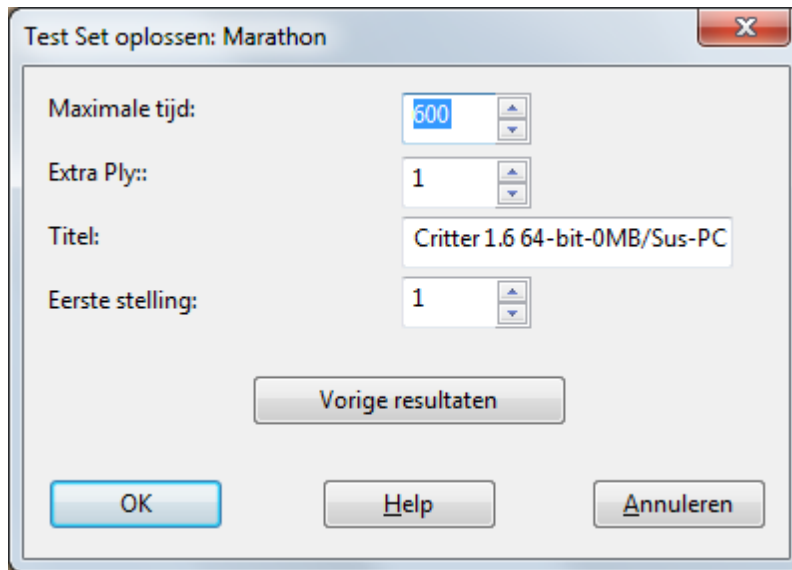 Test Set oplossen: Marathon
Maximale tijd: 600
Extra Ply:: 1
Titel: Critter 1.6 64-bit-0MB/Sus-PC
Eerste stelling: 1
Vorige resultaten
OK Help Annuleren